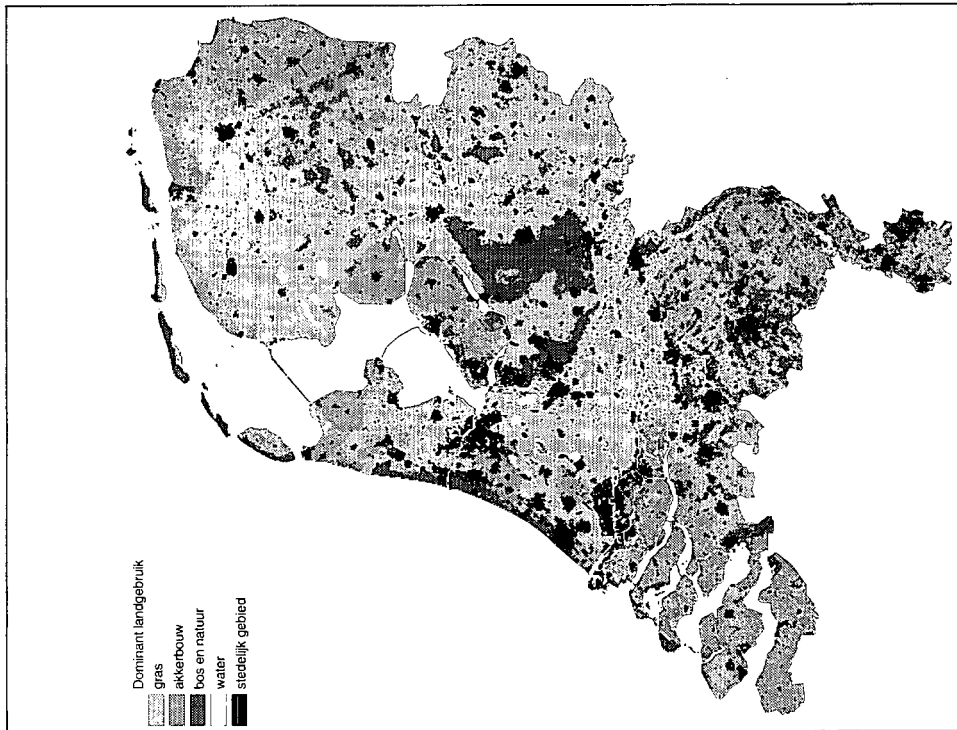 Dominant landgebruik
gras
akkerbouw
bos en natuur
water
stedelijk gebied